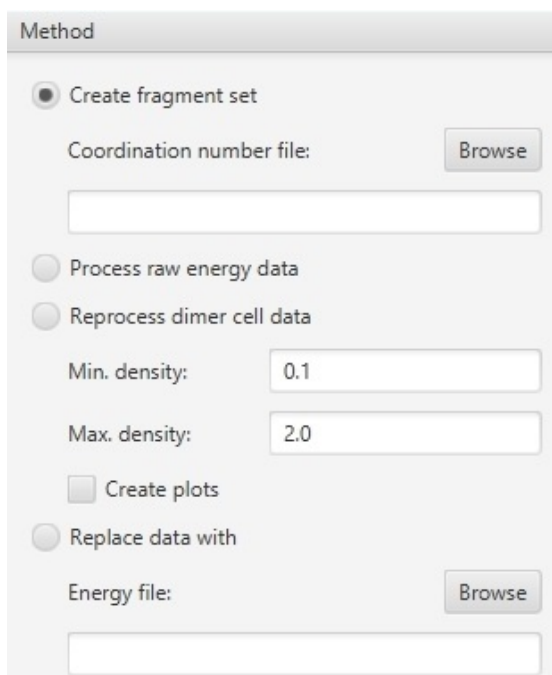 Method
Create fragment set
Coordination number file: Browse
Process raw energy data
Reprocess dimer cell data
Min. density: 0.1
Max. density: 2.0
Create plots
Replace data with
Energy file: Browse